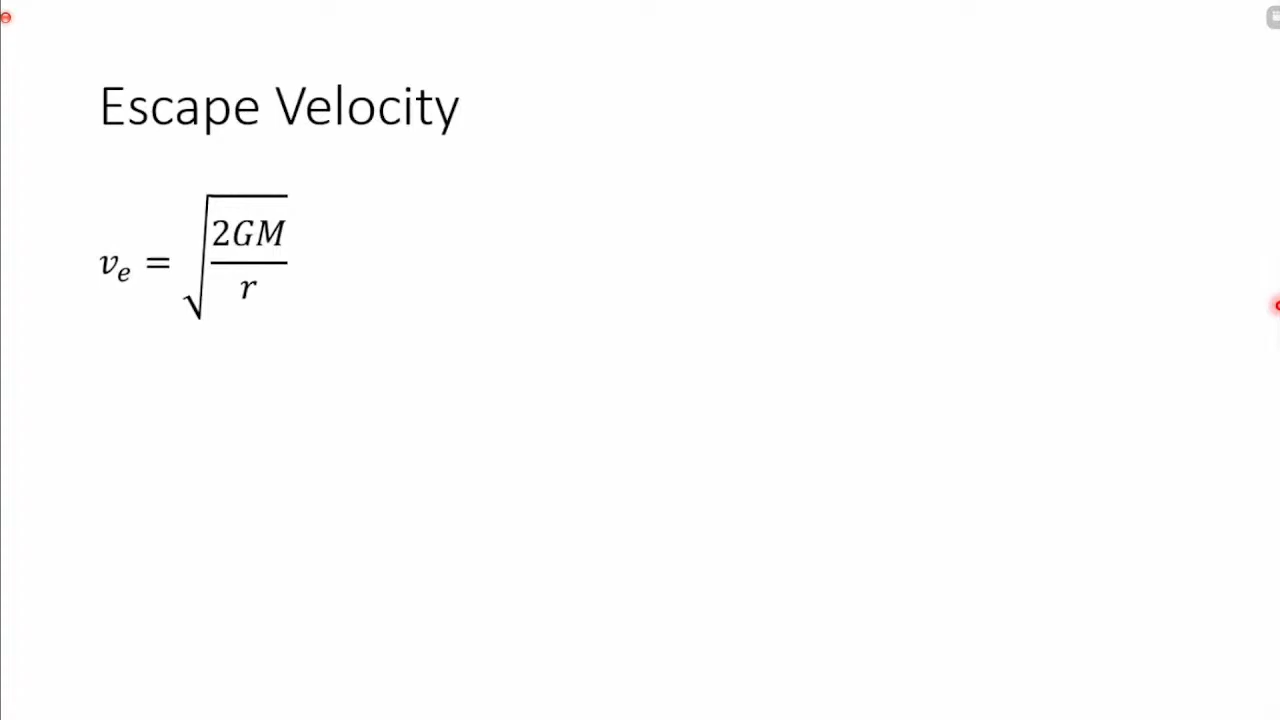 Escape Velocity
v_e = √(2GM/r)